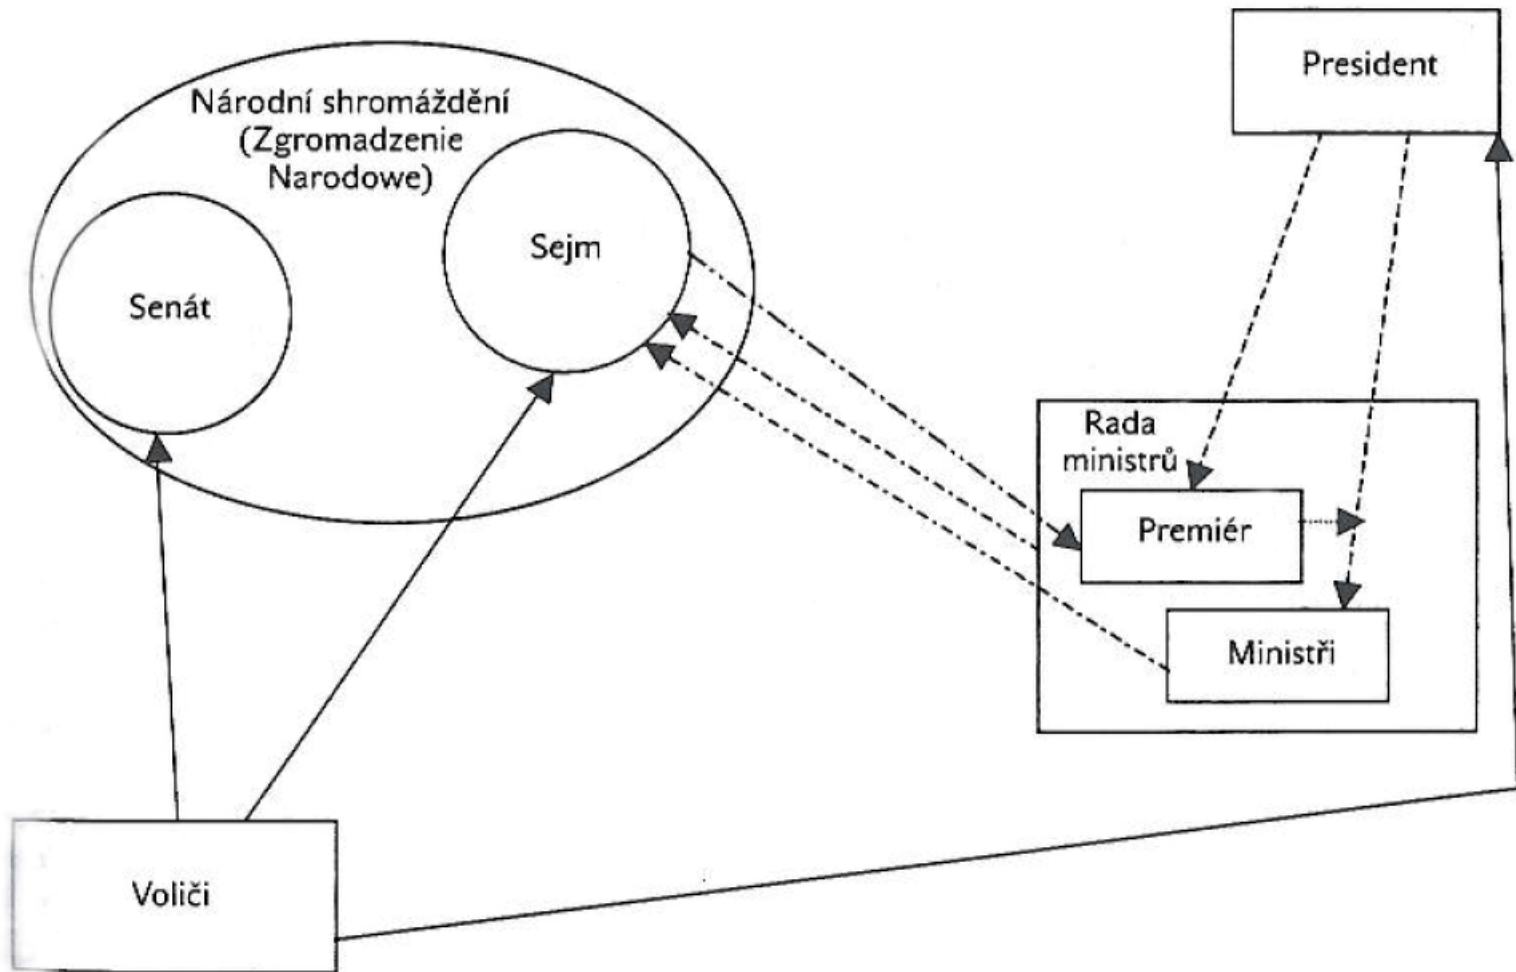 President
Národní shromáždění
(Zgromadzenie
Narodowe)
Sejm
Senát
Rada
ministrů
Premiér
Ministři
Voliči